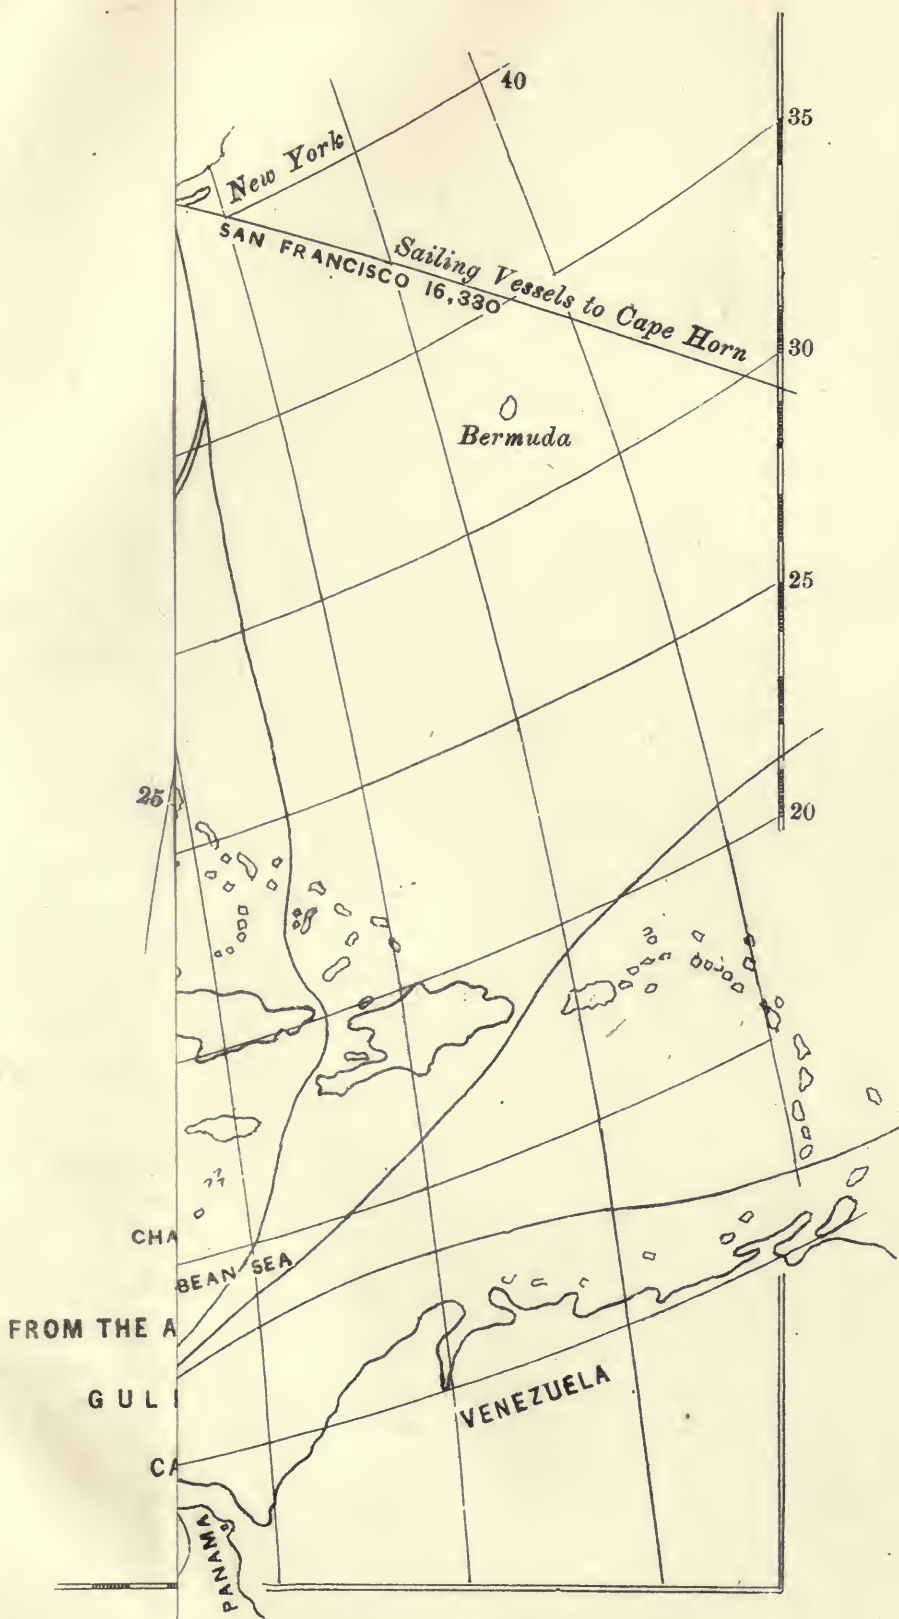 40
35
New York
SAN FRANCISCO 16,330
Sailing Vessels to Cape Horn
30
Bermuda
25
25
20
CHA
BEAN SEA
FROM THE A
GUL
VENEZUELA
CA
PANAMA